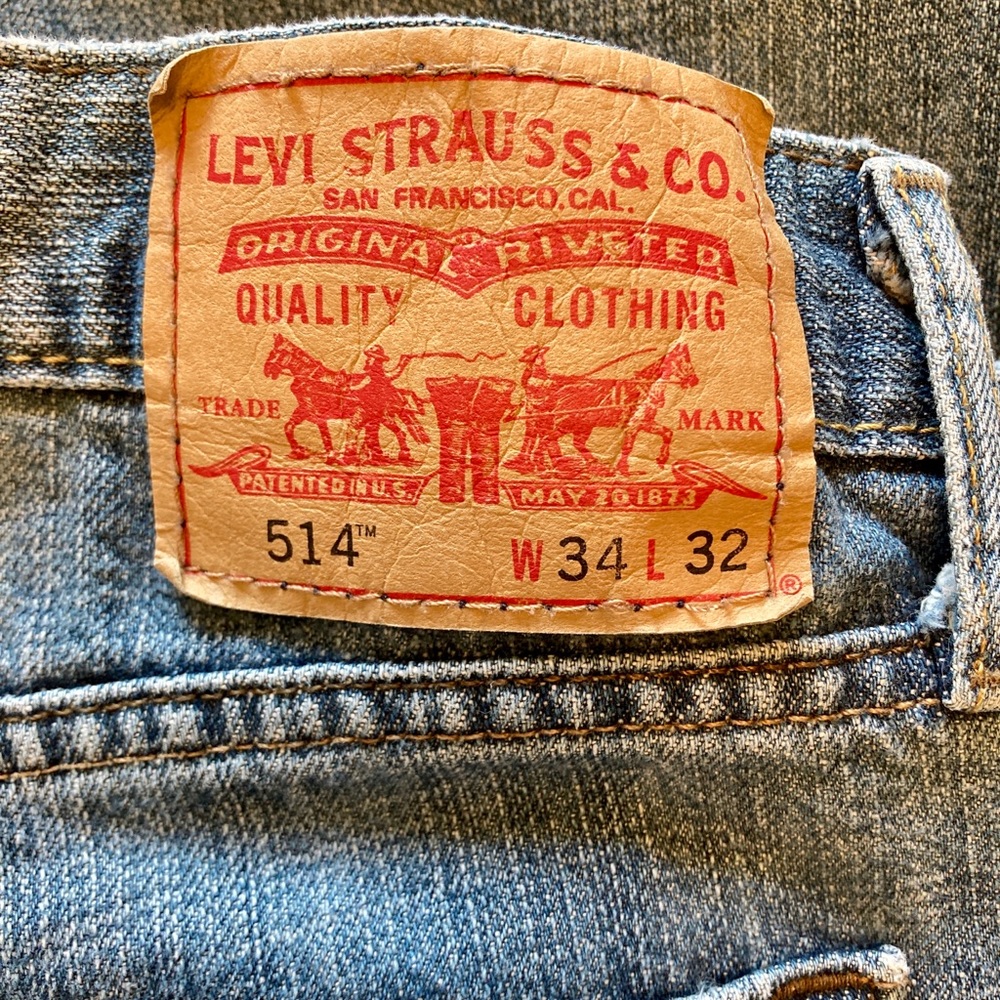 LEVI STRAUSS & CO.
SAN FRANCISCO, CAL.
ORIGINAL RIVETED
QUALITY CLOTHING
TRADE MARK
PATENTED IN U.S. MAY 20 1873
514™ W 34 L 32 ®